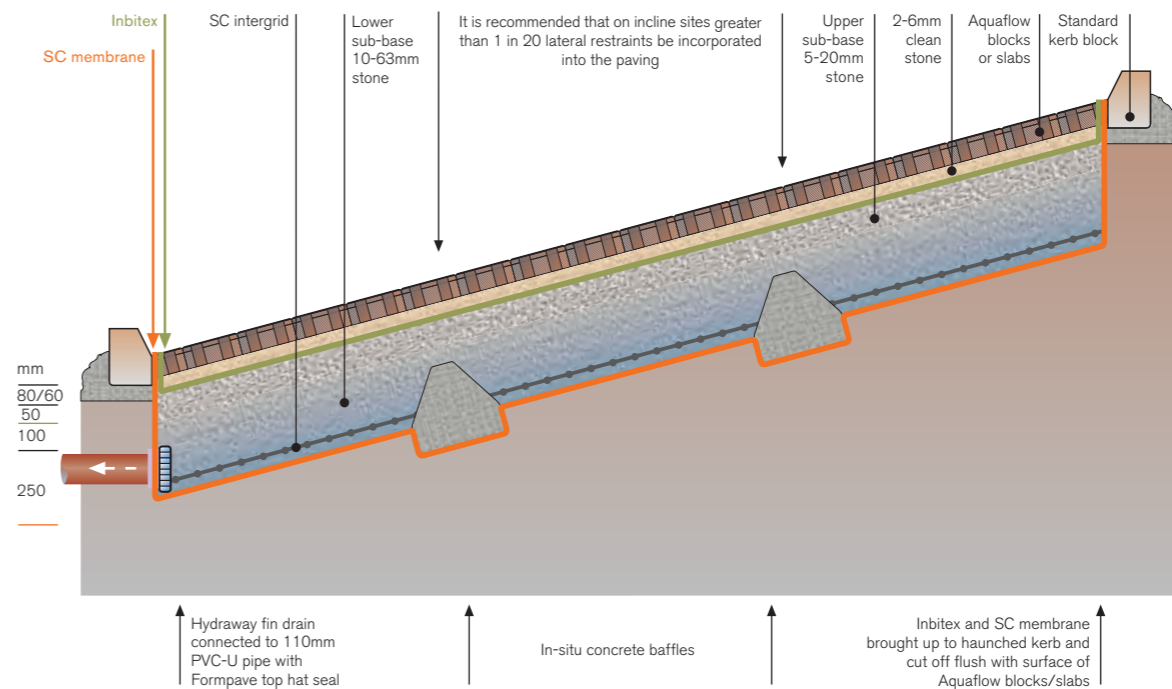 Inbitex
SC membrane
SC intergrid
Lower
sub-base
10-63mm
stone
It is recommended that on incline sites greater
than 1 in 20 lateral restraints be incorporated
into the paving
Upper
sub-base
5-20mm
stone
2-6mm
clean
stone
Aquaflow
blocks
or slabs
Standard
kerb block
mm
80/60
50
100
250
Hydraway fin drain
connected to 110mm
PVC-U pipe with
Formpave top hat seal
In-situ concrete baffles
Inbitex and SC membrane
brought up to haunched kerb and
cut off flush with surface of
Aquaflow blocks/slabs